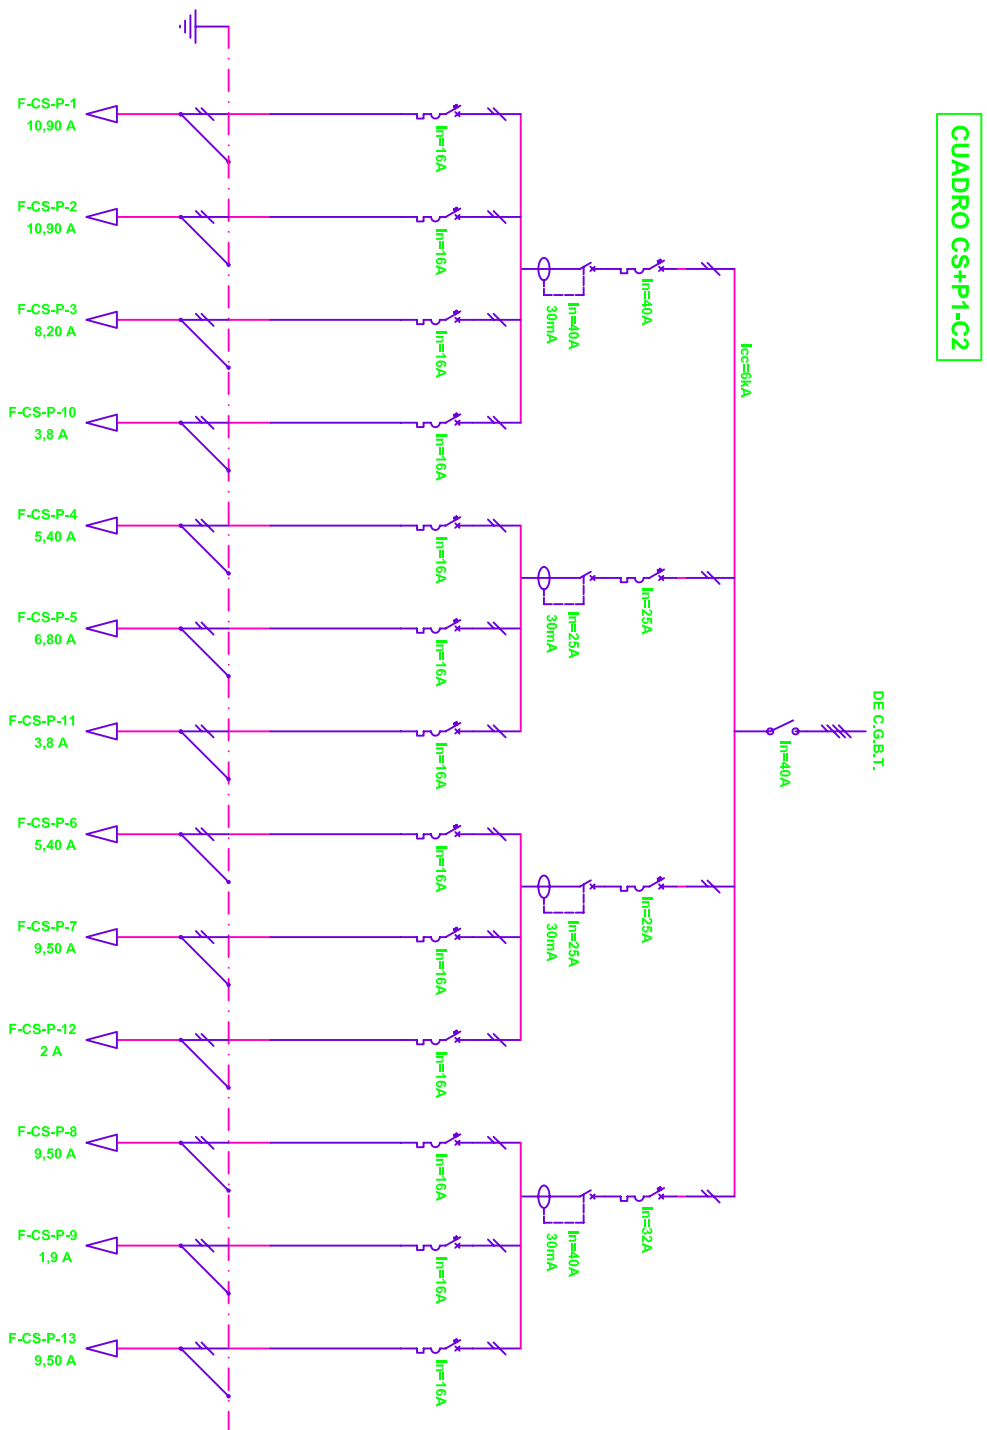 CUADRO CS+P1-C2
DE C.G.B.T.
In=40A
Icc=6kA
In=40A
In=40A
30mA
In=25A
In=25A
30mA
In=25A
In=25A
30mA
In=32A
In=40A
30mA
In=16A
In=16A
In=16A
In=16A
In=16A
In=16A
In=16A
In=16A
In=16A
In=16A
In=16A
In=16A
In=16A
F-CS-P-1
10,90 A
F-CS-P-2
10,90 A
F-CS-P-3
8,20 A
F-CS-P-10
3,8 A
F-CS-P-4
5,40 A
F-CS-P-5
6,80 A
F-CS-P-11
3,8 A
F-CS-P-6
5,40 A
F-CS-P-7
9,50 A
F-CS-P-12
2 A
F-CS-P-8
9,50 A
F-CS-P-9
1,9 A
F-CS-P-13
9,50 A